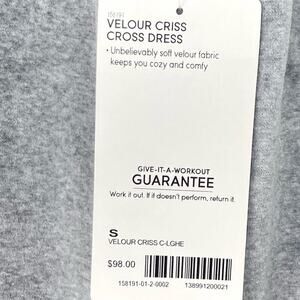 158191
VELOUR CRISS
CROSS DRESS
• Unbelievably soft velour fabric
keeps you cozy and comfy
GIVE-IT-A-WORKOUT
GUARANTEE
Work it out. If it doesn't perform, return it.
S
VELOUR CRISS C-LGHE
$98.00
158191-01-2-0002
138991200021